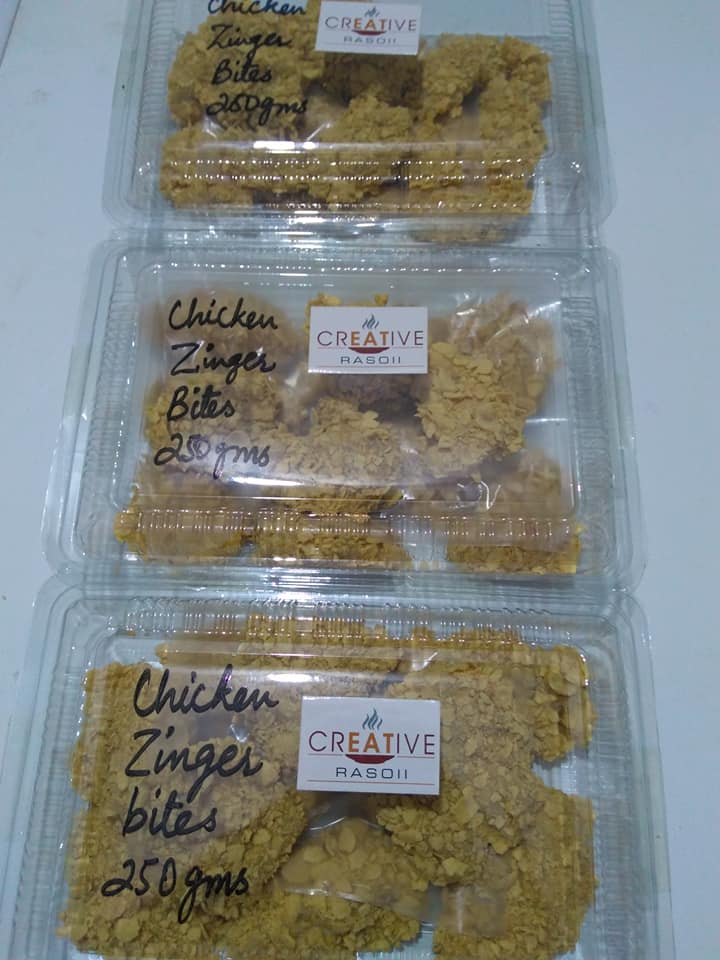 Chicken
Zinger
Bites
250gms
CREATIVE
RASOII
Chicken
Zinger
Bites
250gms
CREATIVE
RASOII
Chicken
Zinger
bites
250gms
CREATIVE
RASOII